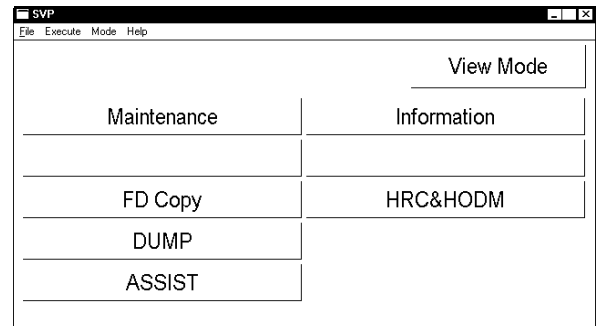 SVP
File Execute Mode Help
View Mode
Maintenance Information
FD Copy HRC&HODM
DUMP
ASSIST